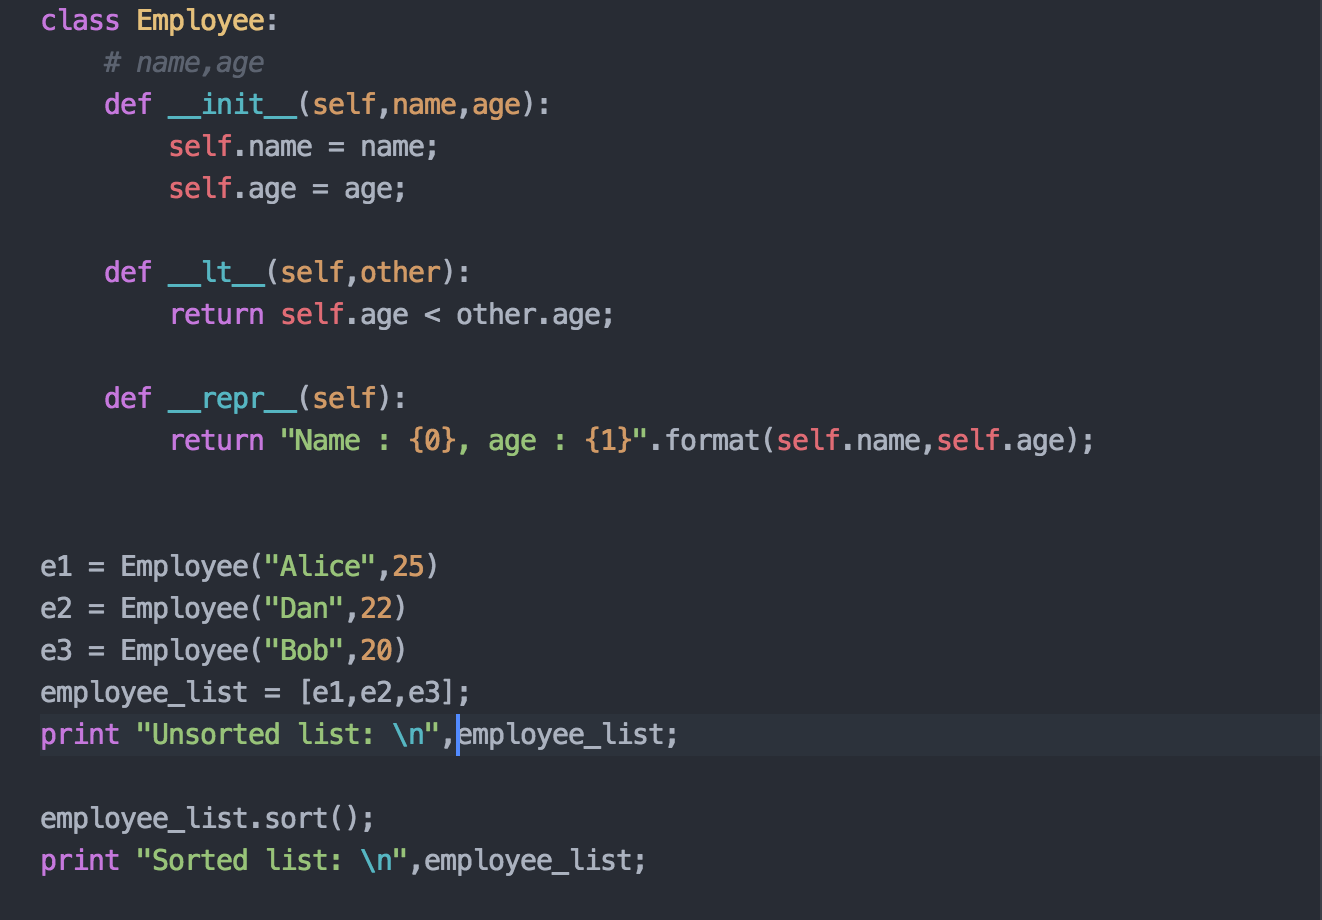 class Employee:
    # name,age
    def __init__(self,name,age):
        self.name = name;
        self.age = age;

    def __lt__(self,other):
        return self.age < other.age;

    def __repr__(self):
        return "Name : {0}, age : {1}".format(self.name,self.age);


e1 = Employee("Alice",25)
e2 = Employee("Dan",22)
e3 = Employee("Bob",20)
employee_list = [e1,e2,e3];
print "Unsorted list: \n",employee_list;

employee_list.sort();
print "Sorted list: \n",employee_list;